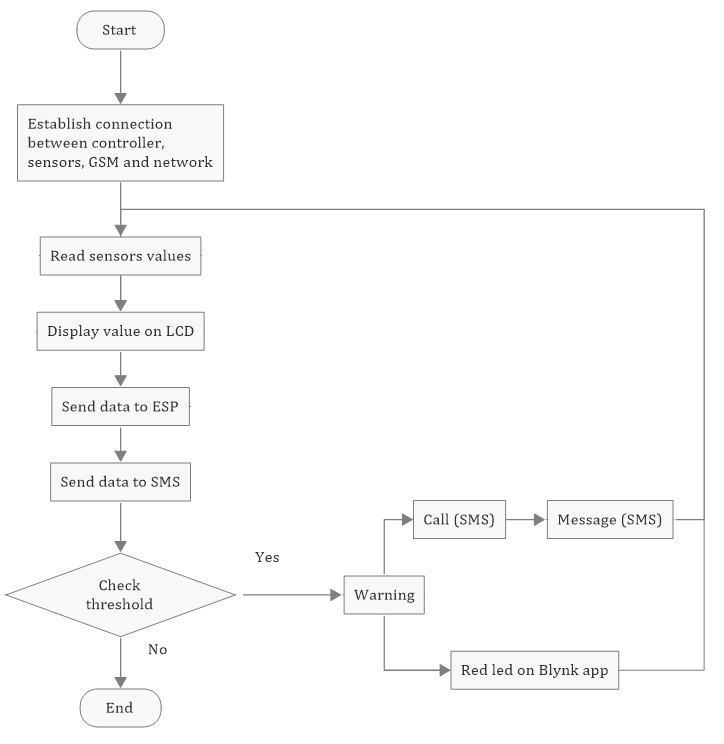 Start
Establish connection
between controller,
sensors, GSM and network
Read sensors values
Display value on LCD
Send data to ESP
Send data to SMS
Check
threshold
Yes
No
End
Warning
Call (SMS)
Message (SMS)
Red led on Blynk app